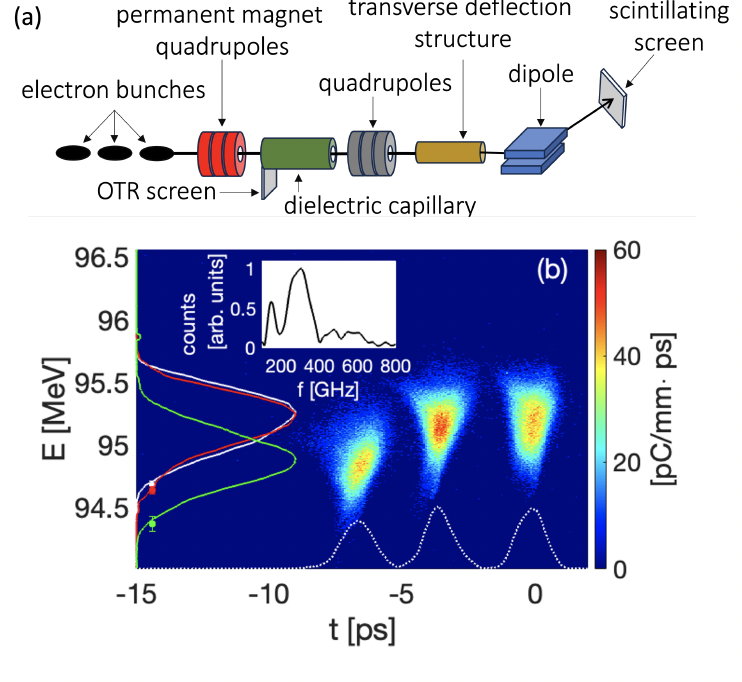 (a)
permanent magnet
quadrupoles
transverse deflection
structure
scintillating
screen
electron bunches
quadrupoles
dipole
OTR screen
dielectric capillary
(b)
96.5
96
95.5
95
94.5
E [MeV]
counts
[arb. units]
1
0.5
0
200 400 600 800
f [GHz]
60
40
20
0
[pC/mm· ps]
-15 -10 -5 0
t [ps]